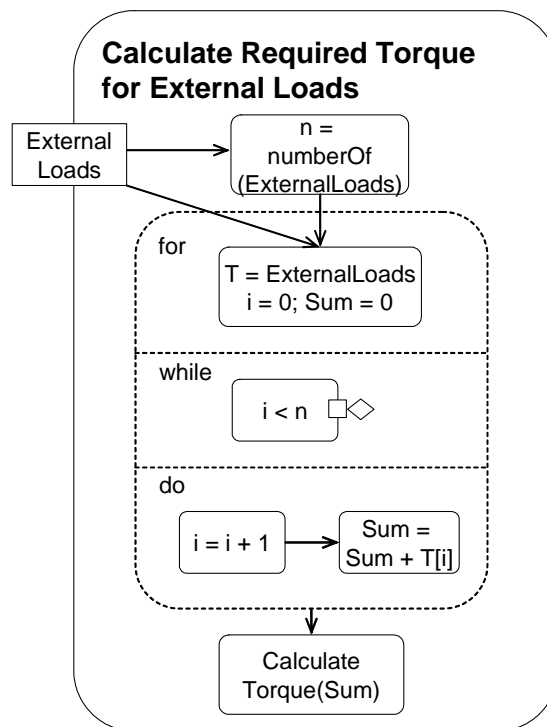 Calculate Required Torque
for External Loads
External
Loads
n =
numberOf
(ExternalLoads)
for
T = ExternalLoads
i = 0; Sum = 0
while
i < n
do
i = i + 1
Sum =
Sum + T[i]
Calculate
Torque(Sum)